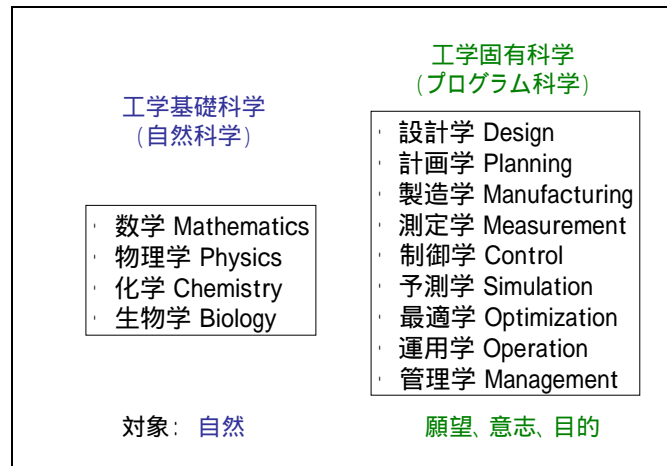 工学基礎科学
(自然科学)
・ 数学 Mathematics
・ 物理学 Physics
・ 化学 Chemistry
・ 生物学 Biology
対象: 自然
工学固有科学
(プログラム科学)
・ 設計学 Design
・ 計画学 Planning
・ 製造学 Manufacturing
・ 測定学 Measurement
・ 制御学 Control
・ 予測学 Simulation
・ 最適学 Optimization
・ 運用学 Operation
・ 管理学 Management
願望、意志、目的